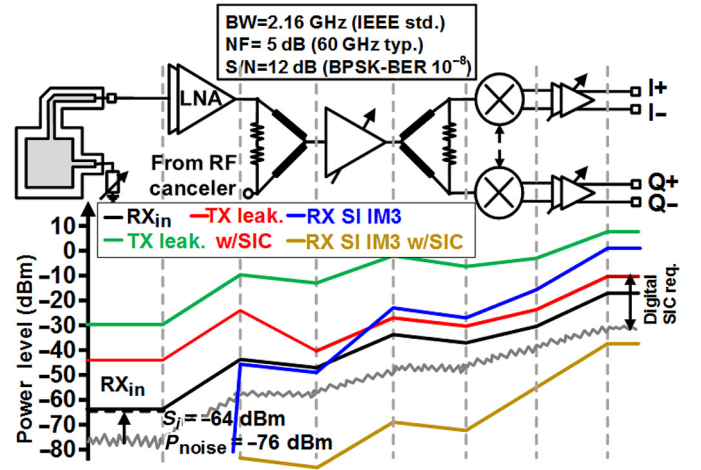 BW=2.16 GHz (IEEE std.)
NF= 5 dB (60 GHz typ.)
S/N=12 dB (BPSK-BER 10⁻⁸)
LNA
From RF
canceler
I+
I−
Q+
Q−
RXin
TX leak.
RX SI IM3
TX leak. w/SIC
RX SI IM3 w/SIC
Power level (dBm)
10
0
−10
−20
−30
−40
−50
−60
−70
−80
RXin
Si = −64 dBm
Pnoise = −76 dBm
Digital
SIC req.